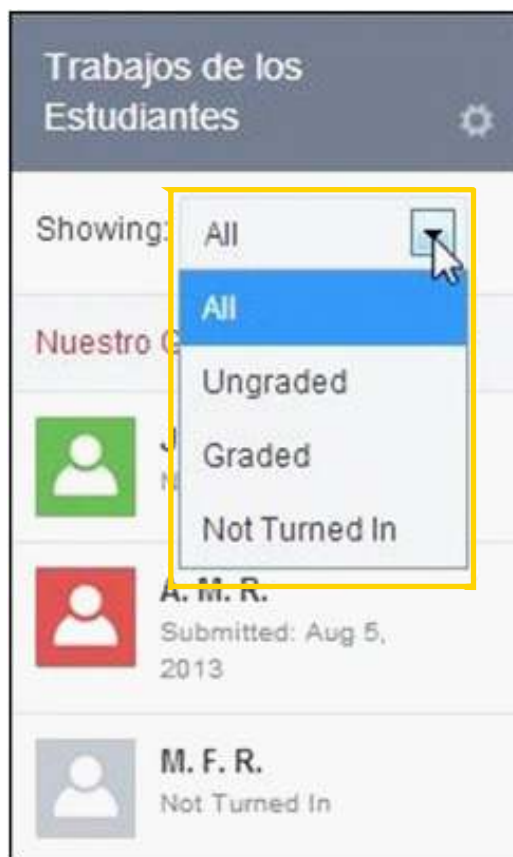 Trabajos de los
Estudiantes
Showing: All
All
Nuestro
Ungraded
Graded
Not Turned In
A. M. R.
Submitted: Aug 5,
2013
M. F. R.
Not Turned In